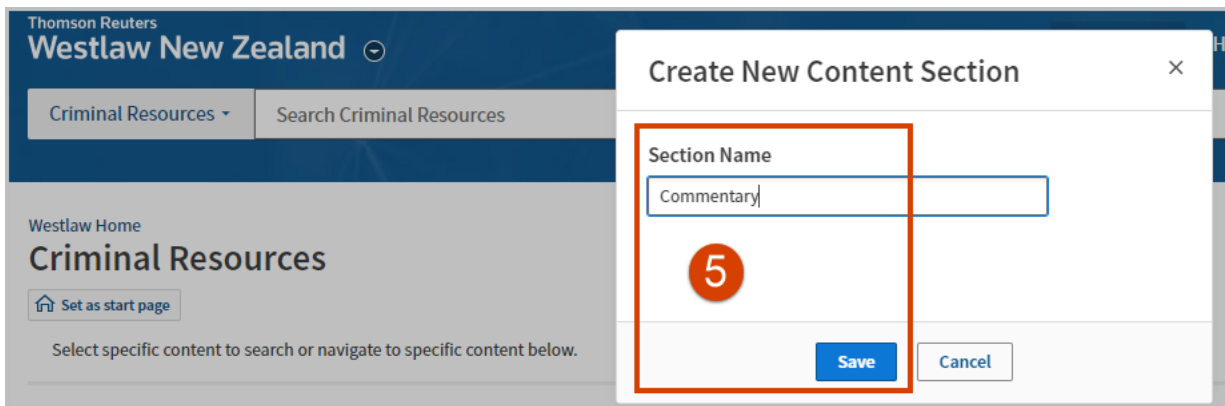 Thomson Reuters
Westlaw New Zealand
Criminal Resources
Search Criminal Resources
Westlaw Home
Criminal Resources
Set as start page
Select specific content to search or navigate to specific content below.
Create New Content Section
H
Section Name
Commentary
5
Save
Cancel